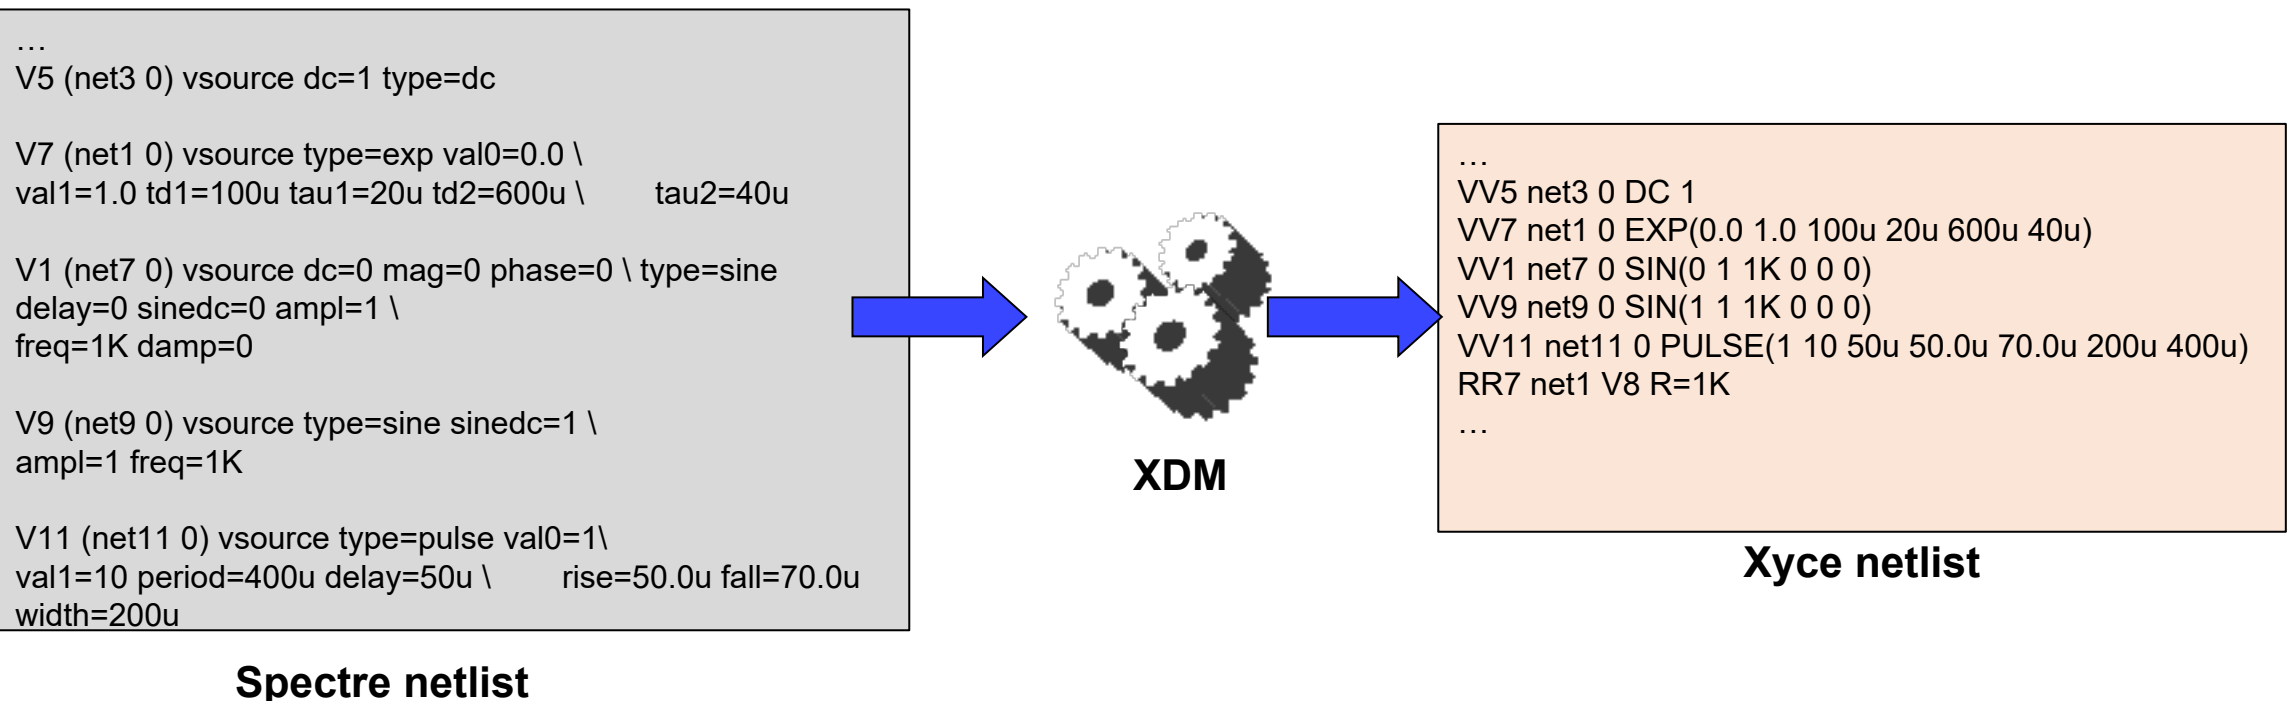 …
V5 (net3 0) vsource dc=1 type=dc
V7 (net1 0) vsource type=exp val0=0.0 \
val1=1.0 td1=100u tau1=20u td2=600u \ tau2=40u
V1 (net7 0) vsource dc=0 mag=0 phase=0 \ type=sine
delay=0 sinedc=0 ampl=1 \
freq=1K damp=0
V9 (net9 0) vsource type=sine sinedc=1 \
ampl=1 freq=1K
V11 (net11 0) vsource type=pulse val0=1\
val1=10 period=400u delay=50u \ rise=50.0u fall=70.0u
width=200u
Spectre netlist
XDM
…
VV5 net3 0 DC 1
VV7 net1 0 EXP(0.0 1.0 100u 20u 600u 40u)
VV1 net7 0 SIN(0 1 1K 0 0 0)
VV9 net9 0 SIN(1 1 1K 0 0 0)
VV11 net11 0 PULSE(1 10 50u 50.0u 70.0u 200u 400u)
RR7 net1 V8 R=1K
…
Xyce netlist